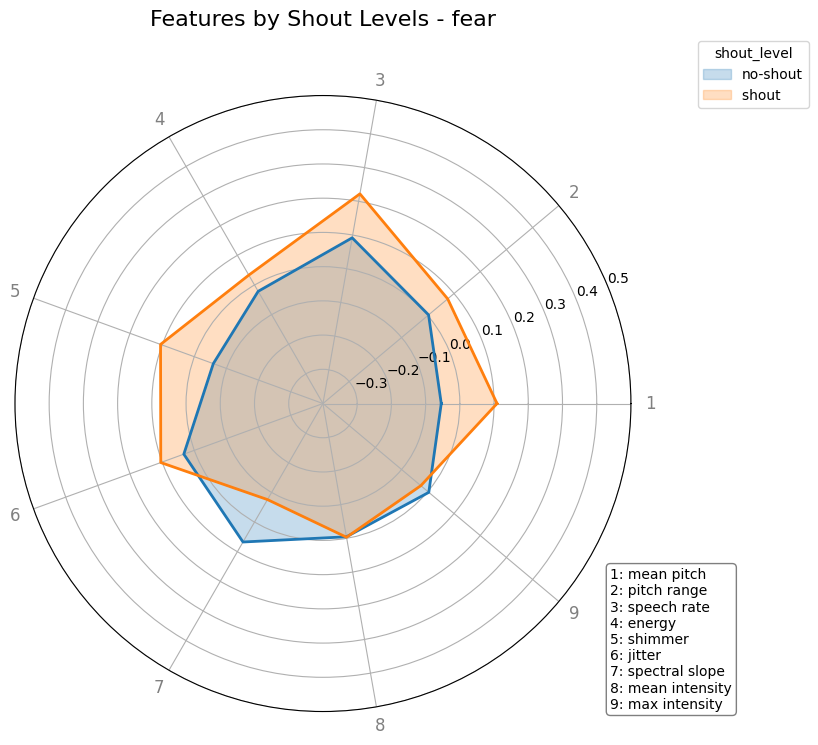 Features by Shout Levels - fear
shout_level
no-shout
shout
3
4
2
5
0.5
0.4
0.3
0.2
0.1
0.0
−0.1
−0.2
−0.3
1
6
9
7
8
1: mean pitch
2: pitch range
3: speech rate
4: energy
5: shimmer
6: jitter
7: spectral slope
8: mean intensity
9: max intensity